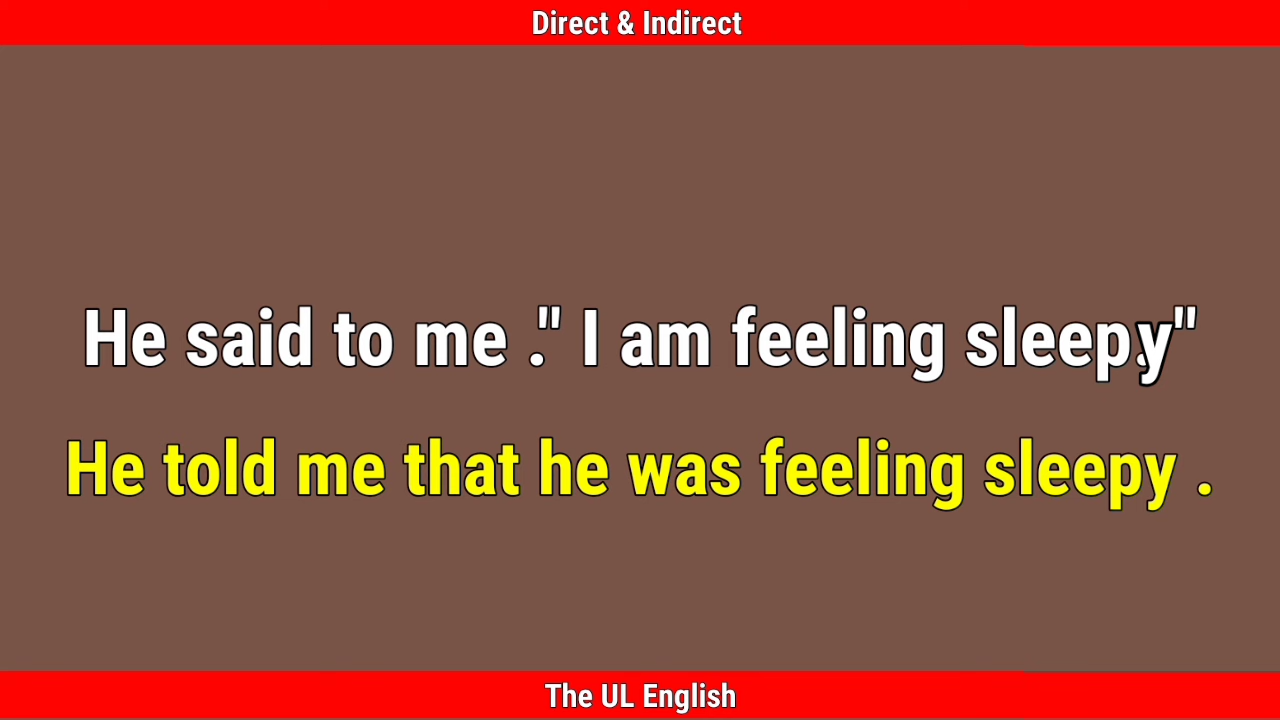 Direct & Indirect
He said to me ." I am feeling sleepy."
He told me that he was feeling sleepy .
The UL English